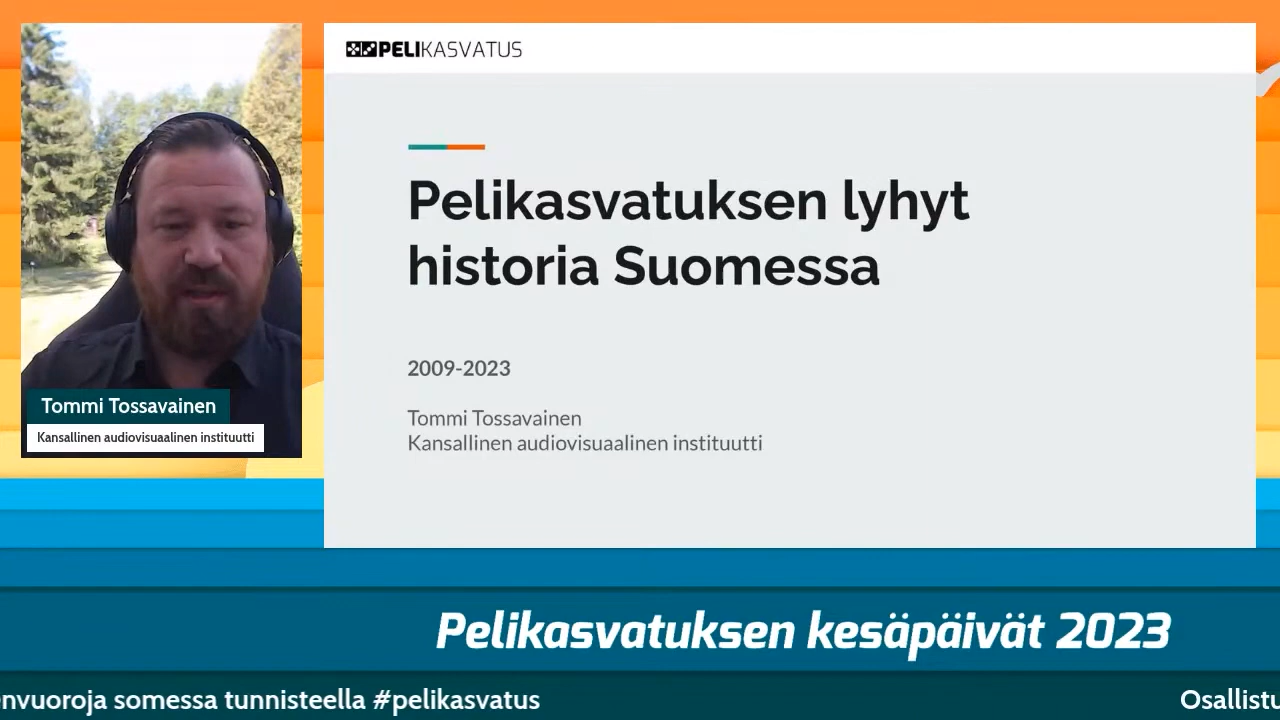 PELIKASVATUS
Pelikasvatuksen lyhyt
historia Suomessa
2009-2023
Tommi Tossavainen
Kansallinen audiovisuaalinen instituutti
Tommi Tossavainen
Kansallinen audiovisuaalinen instituutti
Pelikasvatuksen kesäpäivät 2023
envuoroja somessa tunnisteella #pelikasvatus
Osallistu